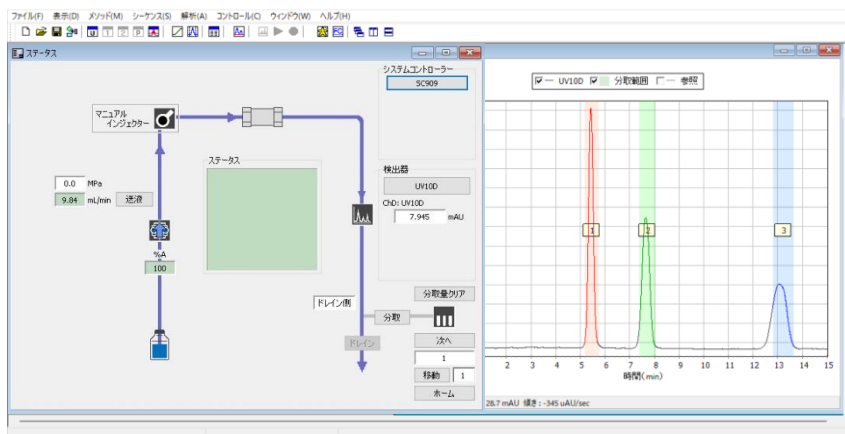 ファイル(F) 表示(D) メソッド(M) シーケンス(S) 解析(A) コントロール(C) ウィンドウ(W) ヘルプ(H)
ステータス
システムコントローラー
SC909
マニュアル
インジェクター
ステータス
0.0 MPa
9.84 mL/min 送液
%A
100
検出器
UV10D
ChD: UV10D
7.945 mAU
分取量クリア
ドレイン側
分取
ドレイン
次へ
1
移動 1
ホーム
UV10D 分取範囲 参照
1 2 3
2 3 4 5 6 7 8 9 10 11 12 13 14 15
時間(min)
28.7 mAU 傾き: -345 uAU/sec